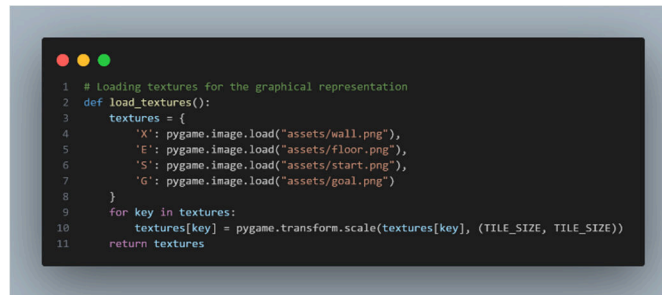 1 # Loading textures for the graphical representation
2 def load_textures():
3     textures = {
4         'X': pygame.image.load("assets/wall.png"),
5         'E': pygame.image.load("assets/floor.png"),
6         'S': pygame.image.load("assets/start.png"),
7         'G': pygame.image.load("assets/goal.png")
8     }
9     for key in textures:
10         textures[key] = pygame.transform.scale(textures[key], (TILE_SIZE, TILE_SIZE))
11     return textures